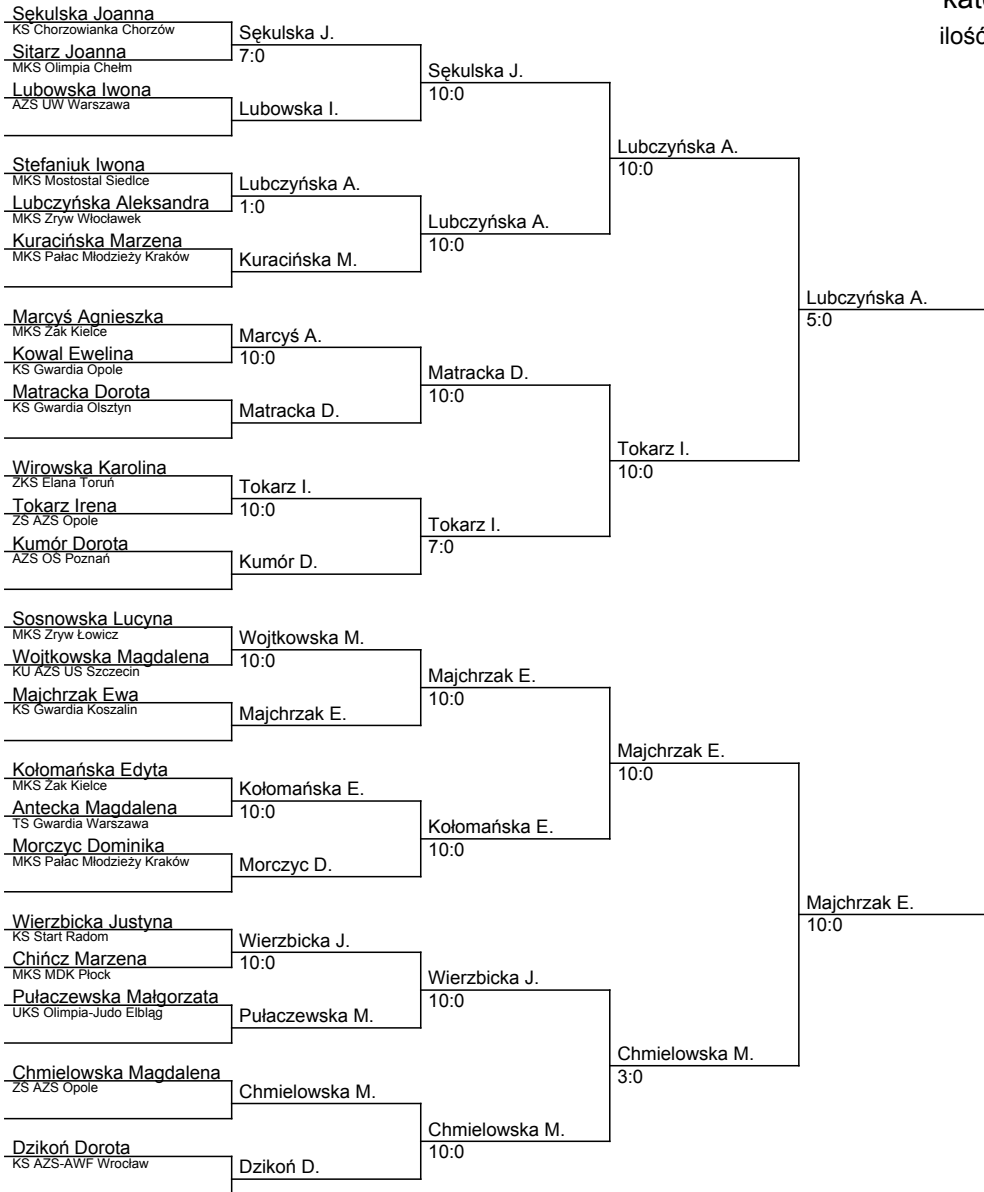 Sękulska Joanna
KS Chorzowianka Chorzów
Sitarz Joanna
MKS Olimpia Chełm
Lubowska Iwona
AZS UW Warszawa
Stefaniuk Iwona
MKS Mostostal Siedlce
Lubczyńska Aleksandra
MKS Zryw Włocławek
Kuracińska Marzena
MKS Pałac Młodzieży Kraków
Marcyś Agnieszka
MKS Żak Kielce
Kowal Ewelina
KS Gwardia Opole
Matracka Dorota
KS Gwardia Olsztyn
Wirowska Karolina
ZKS Elana Toruń
Tokarz Irena
ZS AZS Opole
Kumór Dorota
AZS OŚ Poznań
Sosnowska Lucyna
MKS Zryw Łowicz
Wojtkowska Magdalena
KU AZS US Szczecin
Majchrzak Ewa
KS Gwardia Koszalin
Kołomańska Edyta
MKS Żak Kielce
Antecka Magdalena
TS Gwardia Warszawa
Morczyc Dominika
MKS Pałac Młodzieży Kraków
Wierzbicka Justyna
KS Start Radom
Chińcz Marzena
MKS MDK Płock
Pułaczewska Małgorzata
UKS Olimpia-Judo Elbląg
Chmielowska Magdalena
ZS AZS Opole
Dzikoń Dorota
KS AZS-AWF Wrocław
Sękulska J.
7:0
Lubowska I.
Lubczyńska A.
1:0
Kuracińska M.
Marcyś A.
10:0
Matracka D.
Tokarz I.
10:0
Kumór D.
Wojtkowska M.
10:0
Majchrzak E.
Kołomańska E.
10:0
Morczyc D.
Wierzbicka J.
10:0
Pułaczewska M.
Chmielowska M.
Dzikoń D.
Sękulska J.
10:0
Lubczyńska A.
10:0
Matracka D.
10:0
Tokarz I.
7:0
Majchrzak E.
10:0
Kołomańska E.
10:0
Wierzbicka J.
10:0
Chmielowska M.
10:0
Lubczyńska A.
10:0
Tokarz I.
10:0
Majchrzak E.
10:0
Chmielowska M.
3:0
Lubczyńska A.
5:0
Majchrzak E.
10:0
ilość